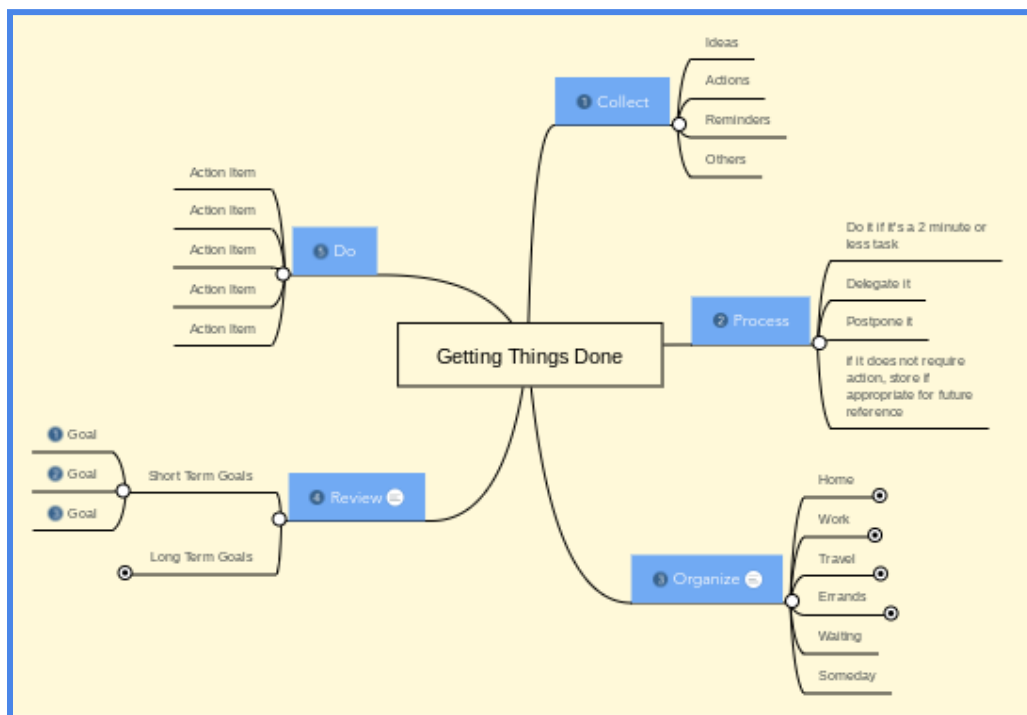 Getting Things Done
1 Collect
Ideas
Actions
Reminders
Others
2 Process
Do it if it's a 2 minute or
less task
Delegate it
Postpone it
If it does not require
action, store if
appropriate for future
reference
3 Organize
Home
Work
Travel
Errands
Waiting
Someday
4 Review
Short Term Goals
1 Goal
2 Goal
3 Goal
Long Term Goals
5 Do
Action Item
Action Item
Action Item
Action Item
Action Item